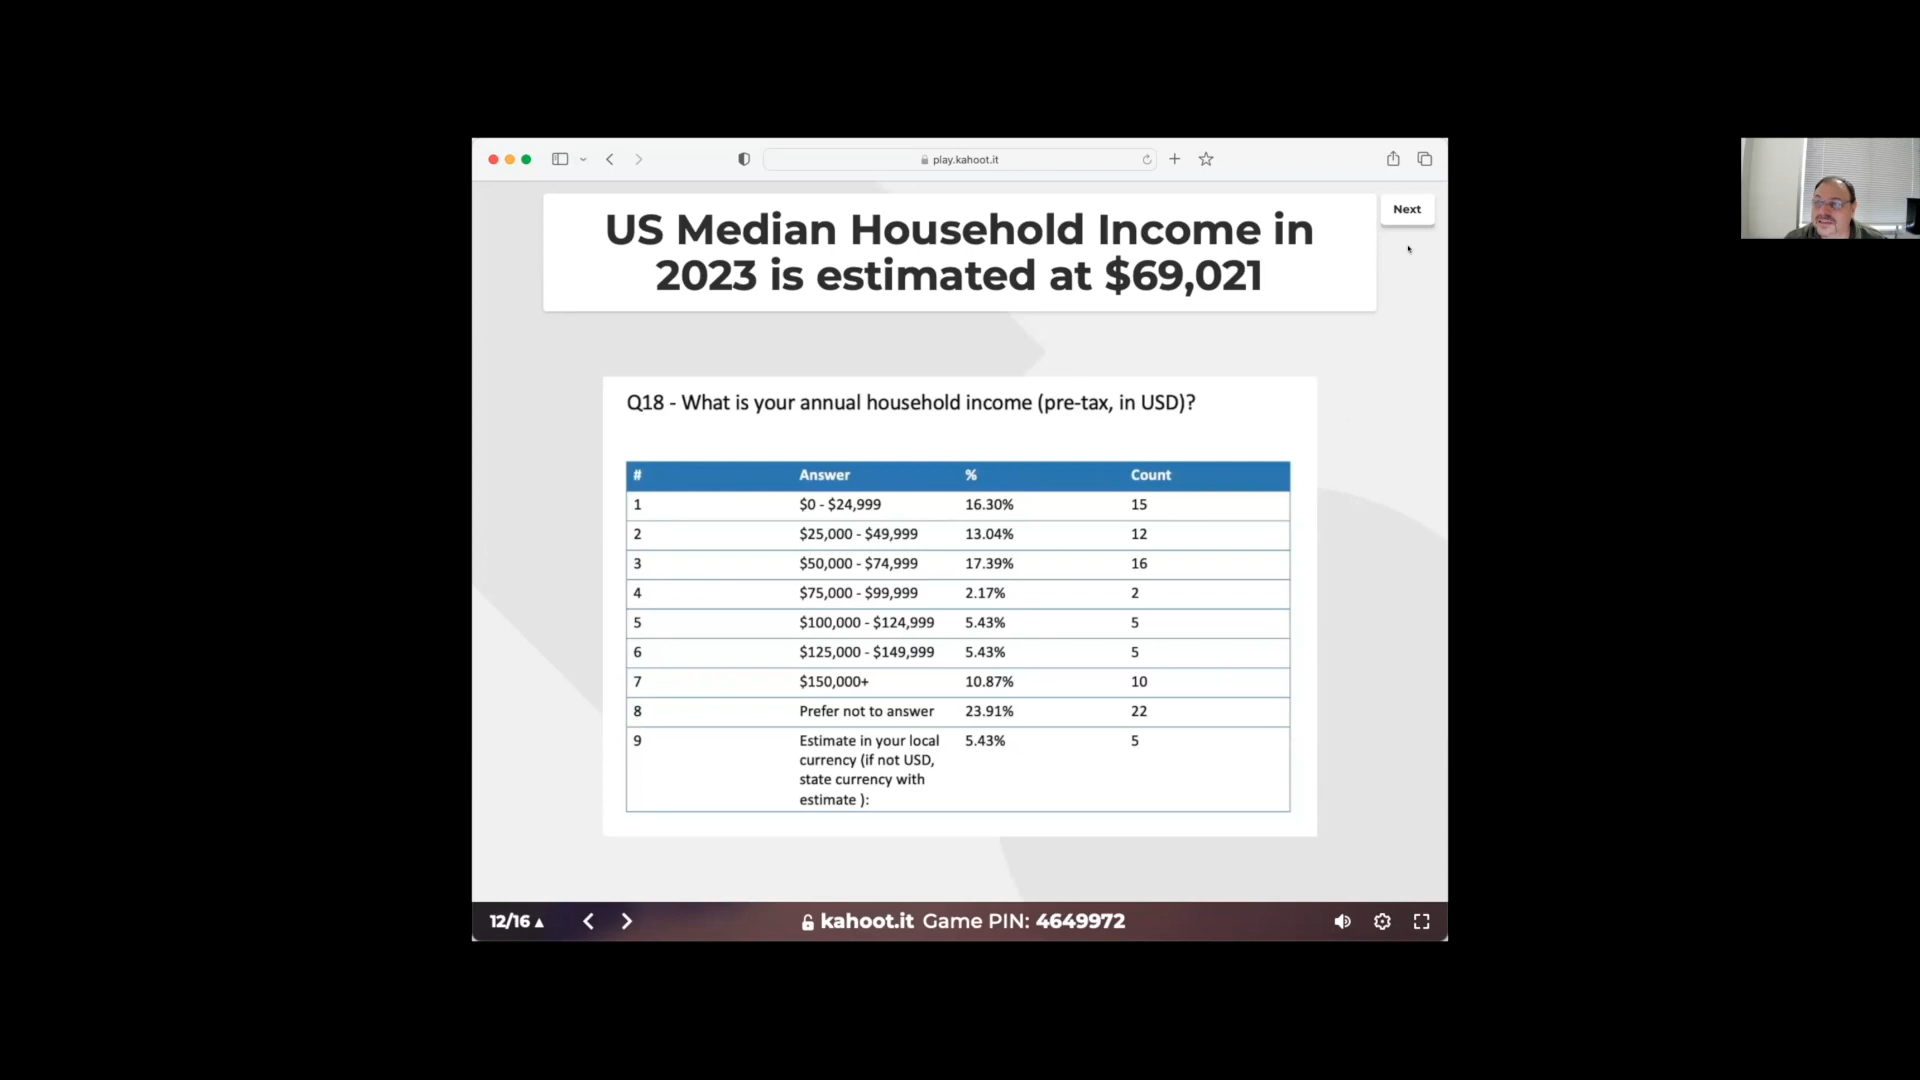 play.kahoot.it
US Median Household Income in
2023 is estimated at $69,021
Next
Q18 - What is your annual household income (pre-tax, in USD)?
# Answer % Count
1 $0 - $24,999 16.30% 15
2 $25,000 - $49,999 13.04% 12
3 $50,000 - $74,999 17.39% 16
4 $75,000 - $99,999 2.17% 2
5 $100,000 - $124,999 5.43% 5
6 $125,000 - $149,999 5.43% 5
7 $150,000+ 10.87% 10
8 Prefer not to answer 23.91% 22
9 Estimate in your local 5.43% 5
currency (if not USD,
state currency with
estimate ):
12/16 kahoot.it Game PIN: 4649972